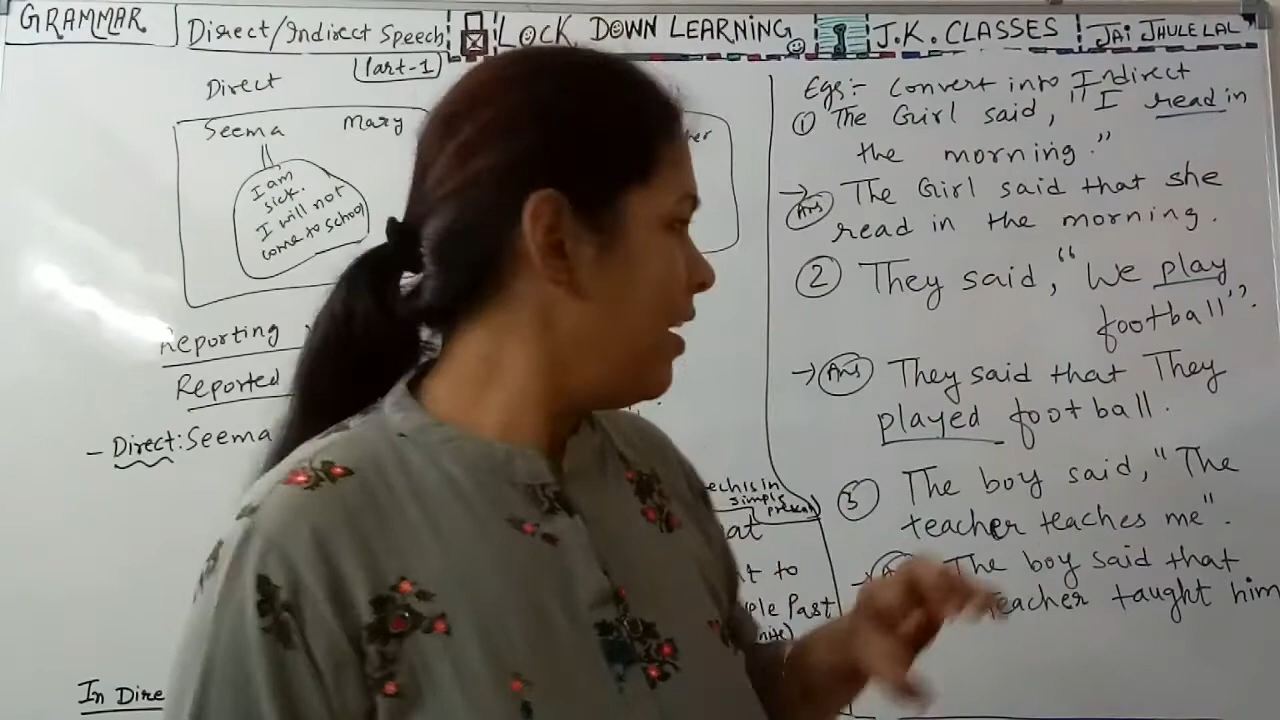 GRAMMAR
Direct/Indirect Speech
Part-1
LOCK DOWN LEARNING
J.K. CLASSES
JAI JHULELAL
Direct
Seema Mary
I am
sick.
I will not
come to school
Reporting
Reported
- Direct: Seema
In Dire
simple
to
Past
Egs:- Convert into Indirect
① The Girl said, "I read in
the morning."
→ Ans The Girl said that she
read in the morning.
② They said, "We play
football".
→ Ans They said that They
played football.
③ The boy said, "The
teacher teaches me".
The boy said that
teacher taught him